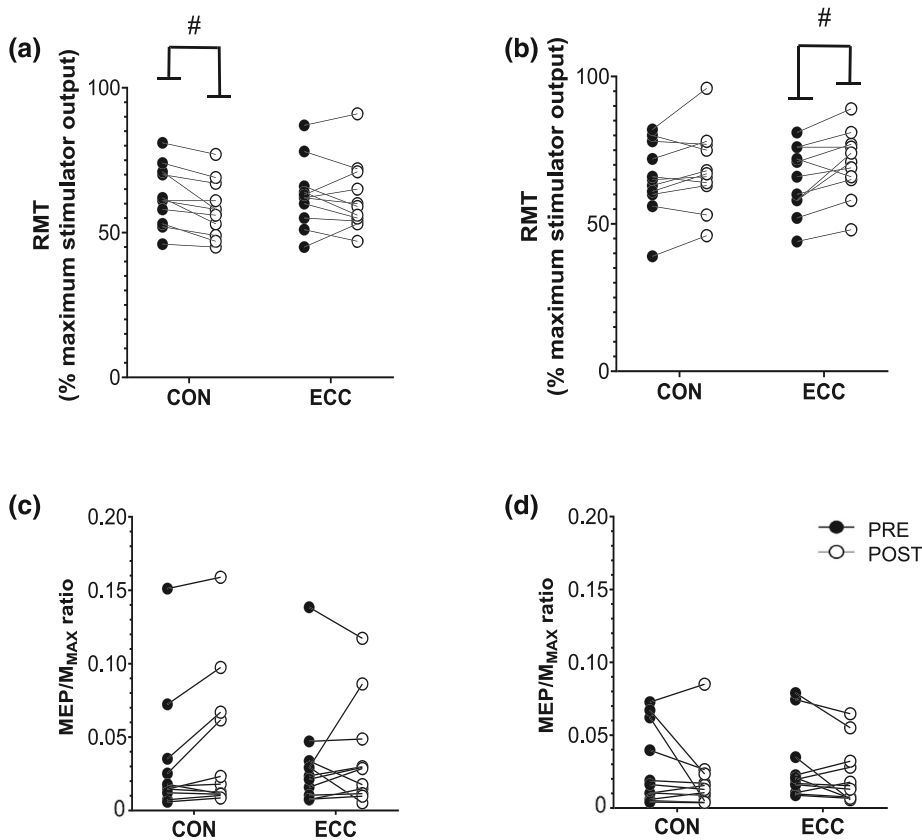 (a)
#
RMT
(% maximum stimulator output)
100
50
0
CON
ECC
(b)
#
RMT
(% maximum stimulator output)
100
50
0
CON
ECC
(c)
MEP/MMAX ratio
0.20
0.15
0.10
0.05
0
CON
ECC
(d)
MEP/MMAX ratio
0.20
0.15
0.10
0.05
0
CON
ECC
PRE
POST